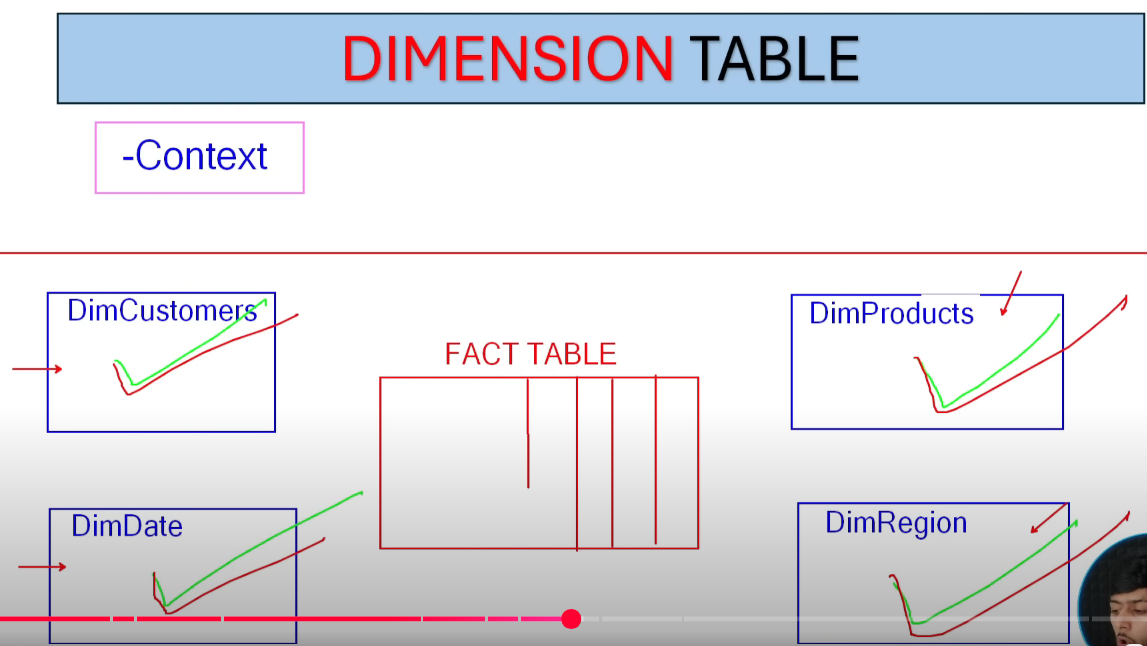 DIMENSION TABLE
-Context
DimCustomers
DimProducts
FACT TABLE
DimDate
DimRegion